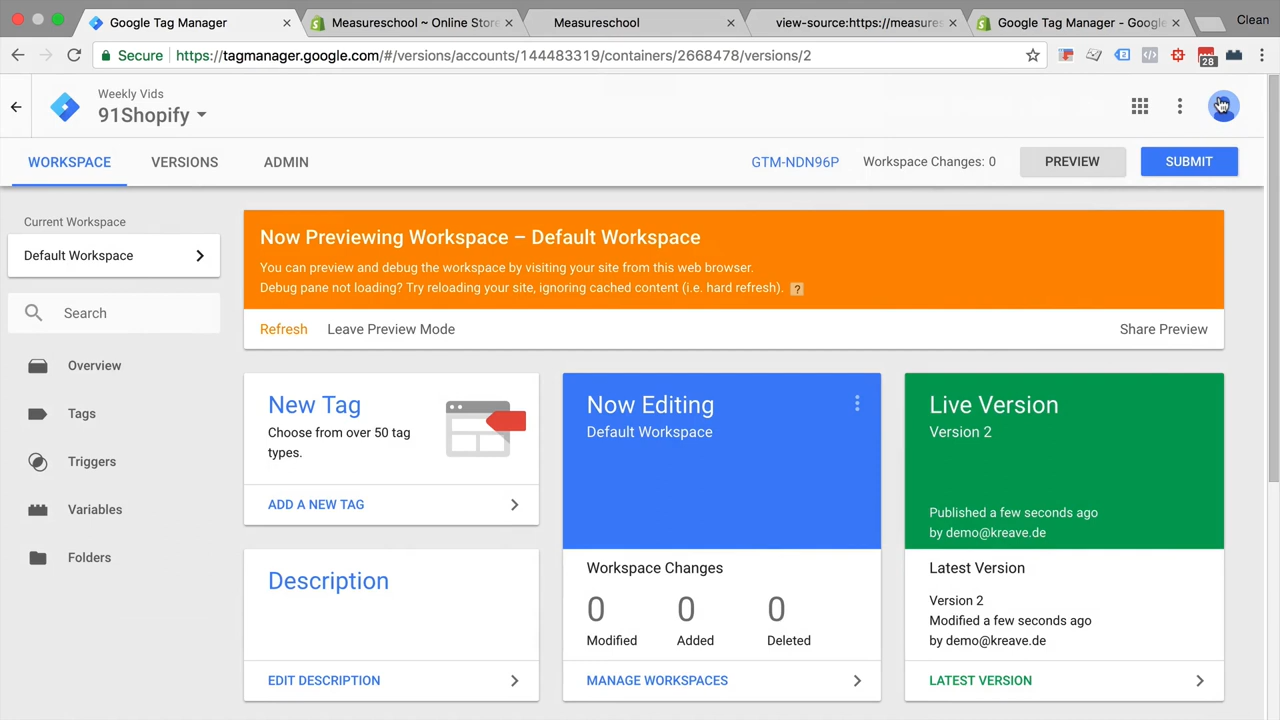 Google Tag Manager
Measureschool ~ Online Store
Measureschool
view-source:https://measures
Google Tag Manager - Google
Clean
Secure
https://tagmanager.google.com/#/versions/accounts/144483319/containers/2668478/versions/2
28
Weekly Vids
91Shopify
WORKSPACE
VERSIONS
ADMIN
GTM-NDN96P
Workspace Changes: 0
PREVIEW
SUBMIT
Current Workspace
Default Workspace
Search
Overview
Tags
Triggers
Variables
Folders
Now Previewing Workspace – Default Workspace
You can preview and debug the workspace by visiting your site from this web browser.
Debug pane not loading? Try reloading your site, ignoring cached content (i.e. hard refresh). ?
Refresh
Leave Preview Mode
Share Preview
New Tag
Choose from over 50 tag
types.
ADD A NEW TAG
Description
EDIT DESCRIPTION
Now Editing
Default Workspace
Workspace Changes
0
0
0
Modified
Added
Deleted
MANAGE WORKSPACES
Live Version
Version 2
Published a few seconds ago
by demo@kreave.de
Latest Version
Version 2
Modified a few seconds ago
by demo@kreave.de
LATEST VERSION